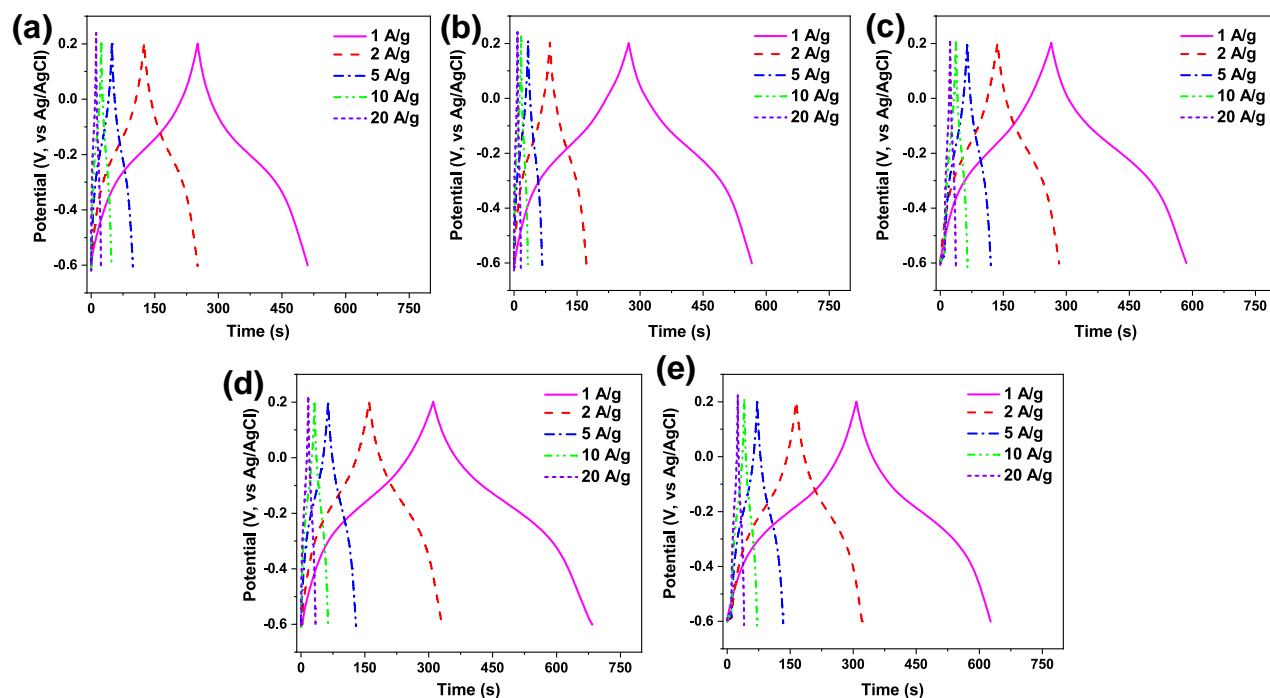 (a)
1 A/g
2 A/g
5 A/g
10 A/g
20 A/g
Potential (V, vs Ag/AgCl)
0.2
0.0
-0.2
-0.4
-0.6
0 150 300 450 600 750
Time (s)
(b)
1 A/g
2 A/g
5 A/g
10 A/g
20 A/g
Potential (V, vs Ag/AgCl)
0.2
0.0
-0.2
-0.4
-0.6
0 150 300 450 600 750
Time (s)
(c)
1 A/g
2 A/g
5 A/g
10 A/g
20 A/g
Potential (V, vs Ag/AgCl)
0.2
0.0
-0.2
-0.4
-0.6
0 150 300 450 600 750
Time (s)
(d)
1 A/g
2 A/g
5 A/g
10 A/g
20 A/g
Potential (V, vs Ag/AgCl)
0.2
0.0
-0.2
-0.4
-0.6
0 150 300 450 600 750
Time (s)
(e)
1 A/g
2 A/g
5 A/g
10 A/g
20 A/g
Potential (V, vs Ag/AgCl)
0.2
0.0
-0.2
-0.4
-0.6
0 150 300 450 600 750
Time (s)